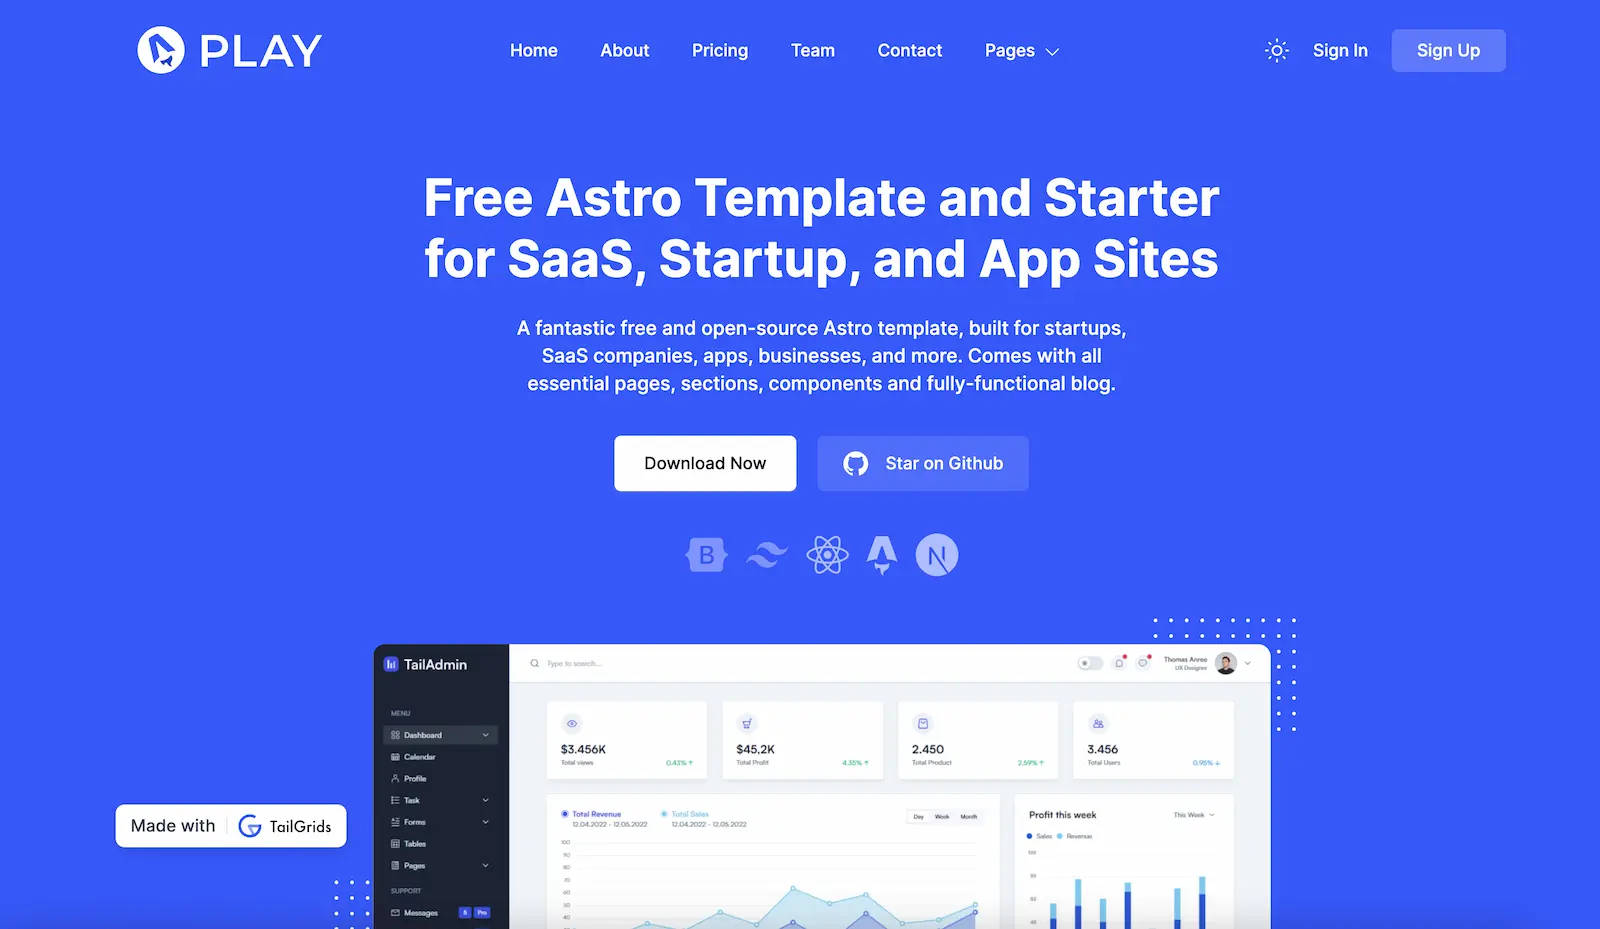 PLAY
Home About Pricing Team Contact Pages
Sign In Sign Up
Free Astro Template and Starter
for SaaS, Startup, and App Sites
A fantastic free and open-source Astro template, built for startups,
SaaS companies, apps, businesses, and more. Comes with all
essential pages, sections, components and fully-functional blog.
Download Now Star on Github
B N
TailAdmin
Type to search...
Thomas Anree
UX Designer
MENU
Dashboard
Calendar
Profile
Task
Forms
Tables
Pages
SUPPORT
Messages 5 Pro
$3.456K
Total views 0.43%
$45,2K
Total Profit 4.35%
2.450
Total Product 2.59%
3.456
Total Users 0.95%
Total Revenue
12.04.2022 - 12.05.2022
Total Sales
12.04.2022 - 12.05.2022
Day Week Month
100
90
80
70
60
50
40
Profit this week
This Week
Sales Revenue
100
Made with TailGrids